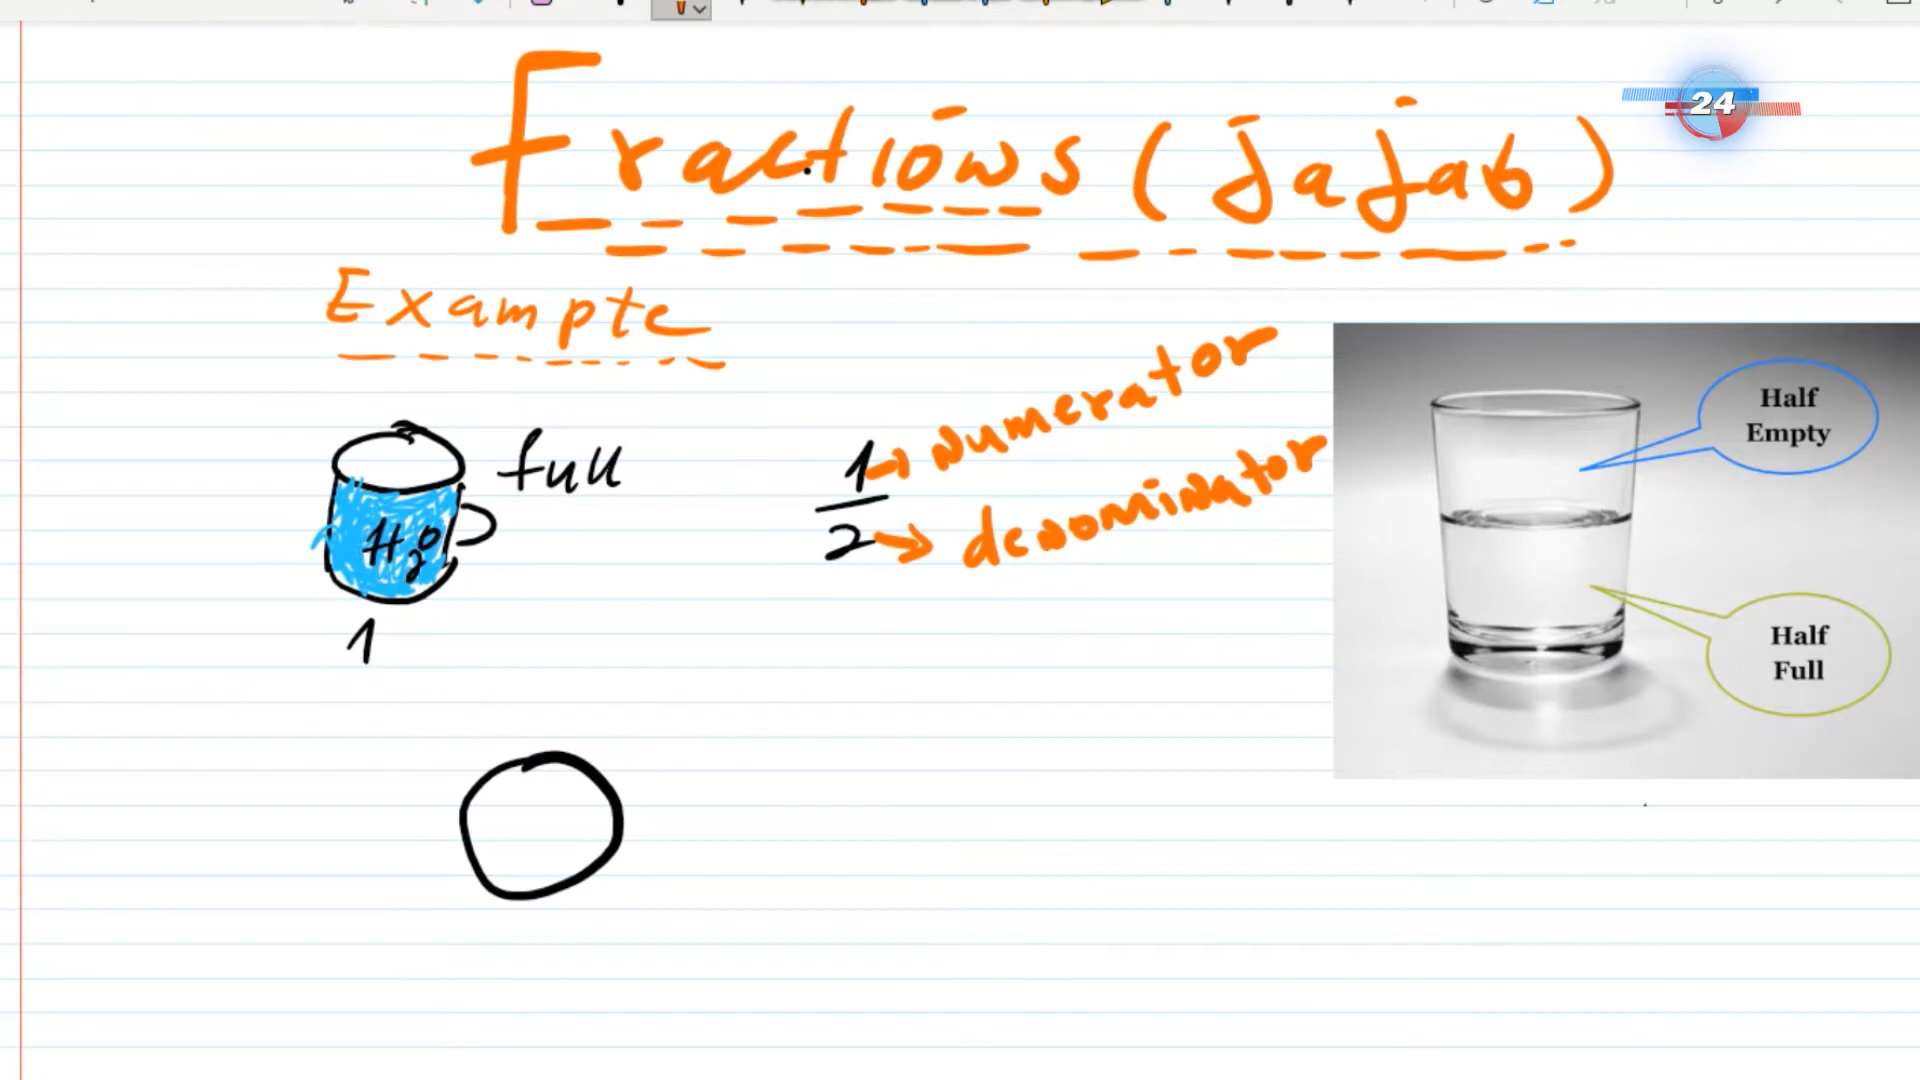 24
Fractions (jajab)
Example
full
H2O
1
1 → Numerator
2 → denominator
Half
Empty
Half
Full